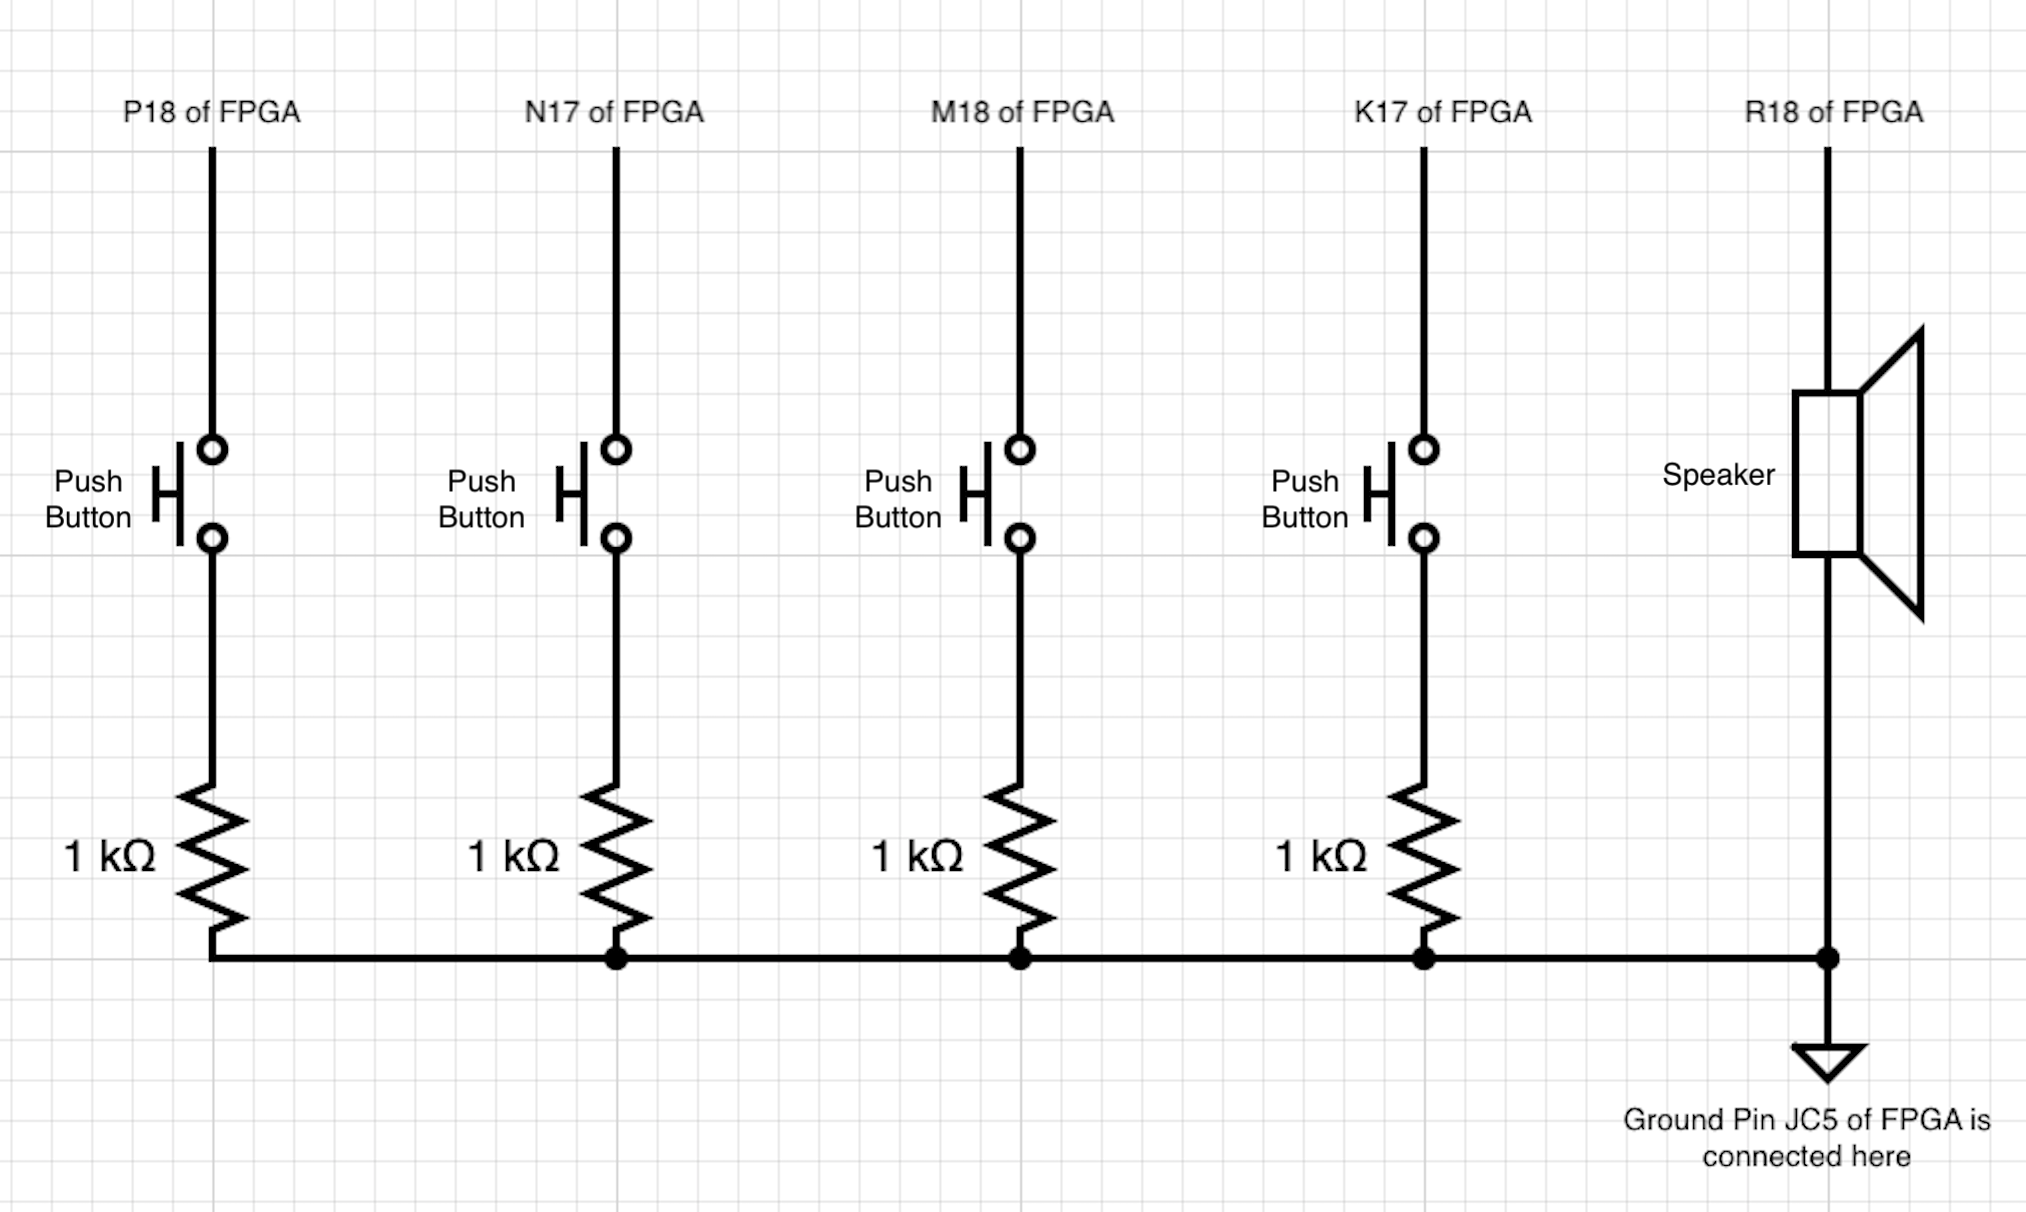 P18 of FPGA
N17 of FPGA
M18 of FPGA
K17 of FPGA
R18 of FPGA
Push
Button
Push
Button
Push
Button
Push
Button
Speaker
1 kΩ
1 kΩ
1 kΩ
1 kΩ
Ground Pin JC5 of FPGA is
connected here